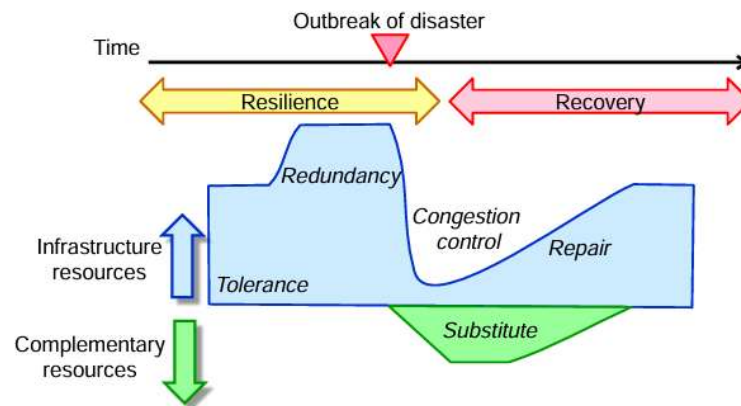 Outbreak of disaster
Time
Resilience
Recovery
Redundancy
Congestion
control
Infrastructure
resources
Repair
Tolerance
Substitute
Complementary
resources